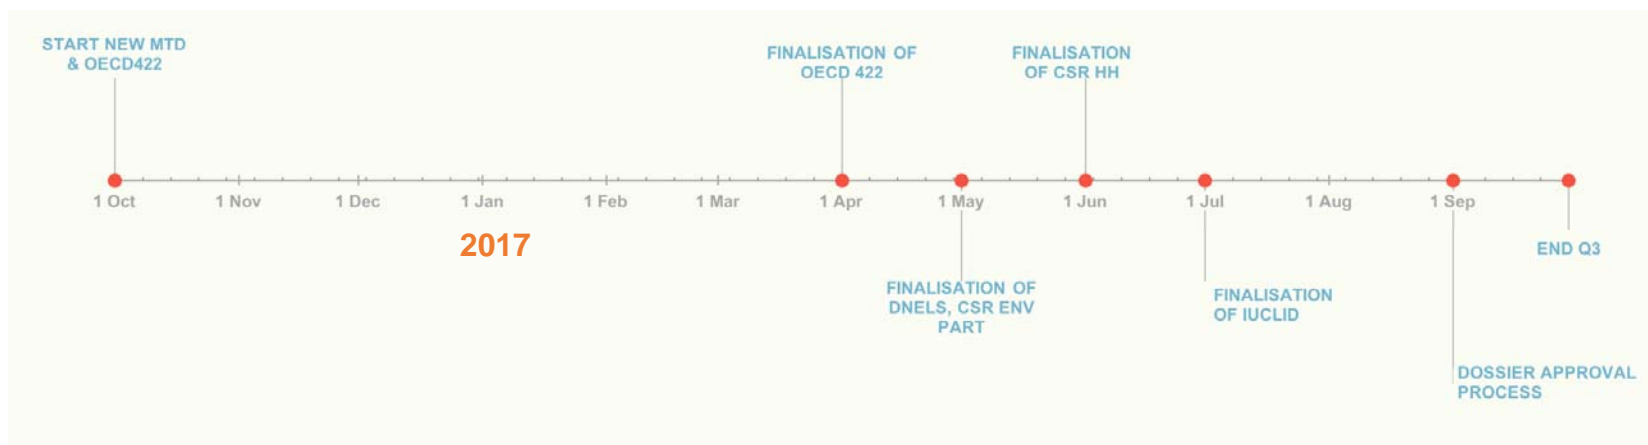 START NEW MTD
& OECD422
FINALISATION OF
OECD 422
FINALISATION
OF CSR HH
1 Oct
1 Nov
1 Dec
1 Jan
1 Feb
1 Mar
1 Apr
1 May
1 Jun
1 Jul
1 Aug
1 Sep
2017
END Q3
FINALISATION OF
DNELS, CSR ENV
PART
FINALISATION
OF IUCLID
DOSSIER APPROVAL
PROCESS